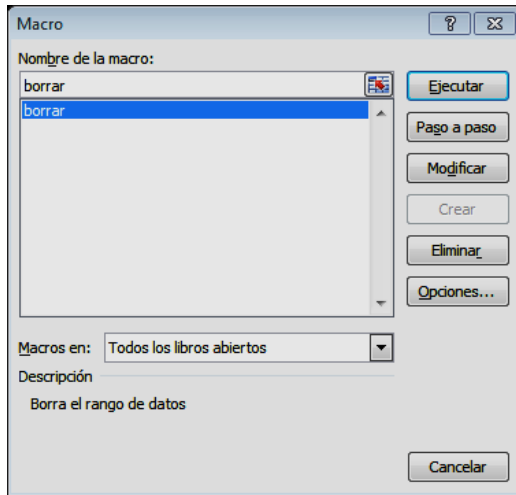 Macro
Nombre de la macro:
borrar
borrar
Ejecutar
Paso a paso
Modificar
Crear
Eliminar
Opciones...
Macros en: Todos los libros abiertos
Descripción
Borra el rango de datos
Cancelar